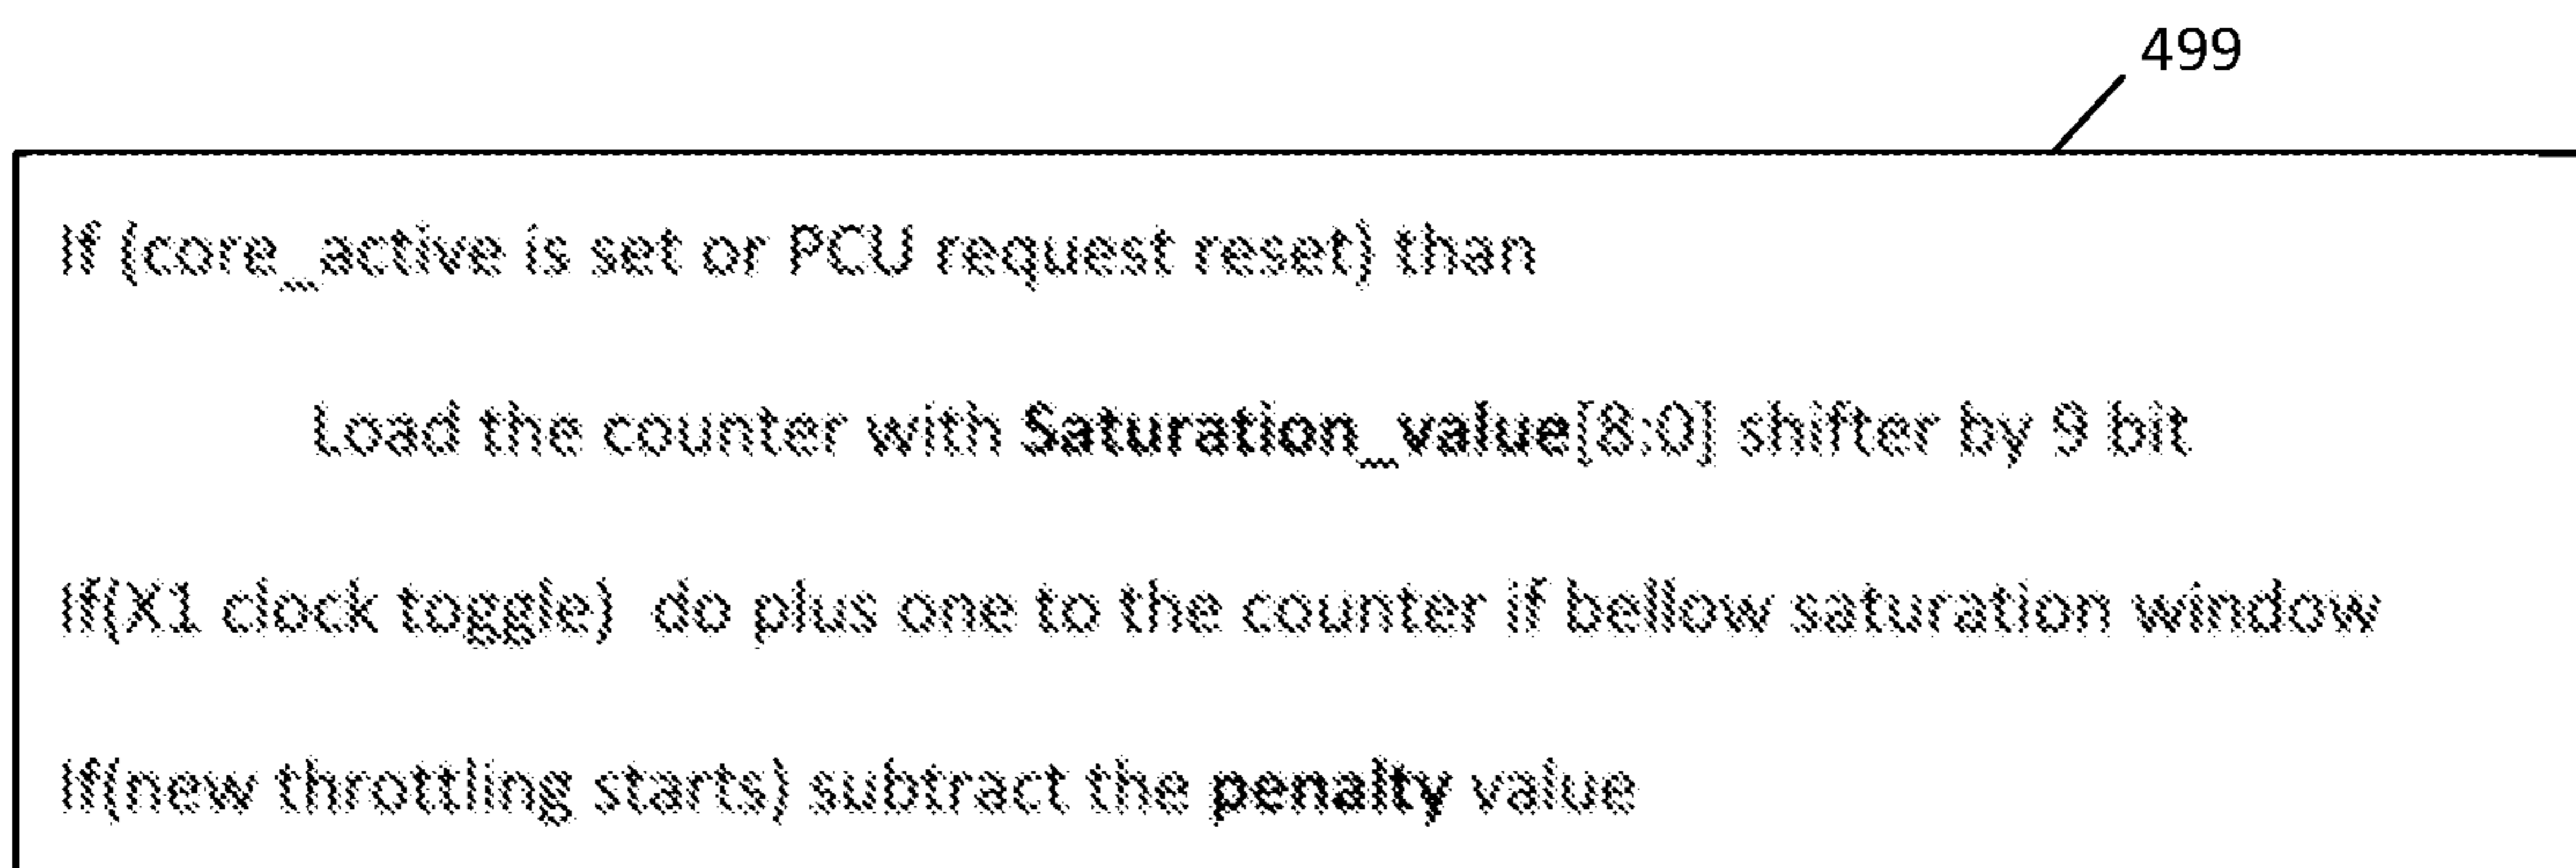 499
If (core_active is set or PCU request reset) than
Load the counter with Saturation_value[8:0] shifter by 9 bit
If(X1 clock toggle)  do plus one to the counter if bellow saturation window
If(new throttling starts) subtract the penalty value